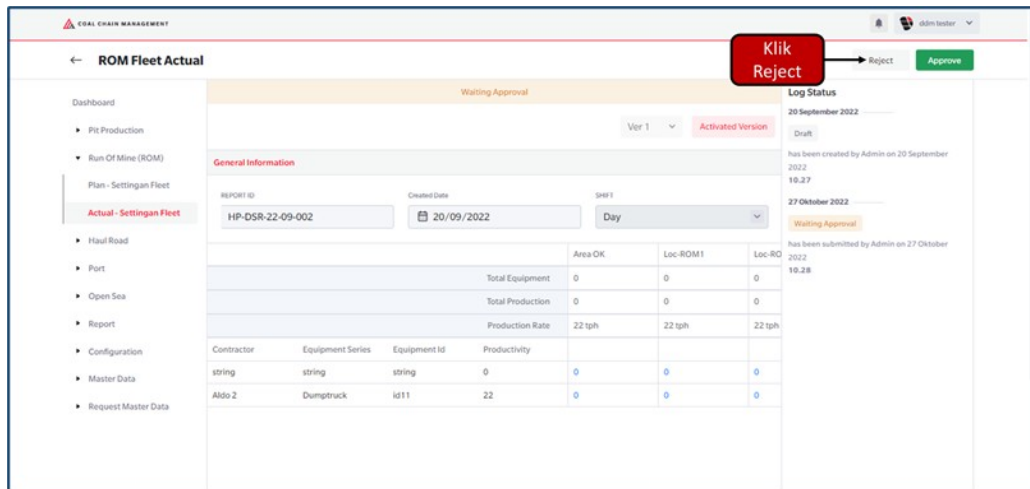 COAL CHAIN MANAGEMENT
ddm tester
ROM Fleet Actual
Klik
Reject
Reject
Approve
Dashboard
Pit Production
Run Of Mine (ROM)
Plan - Settingan Fleet
Actual - Settingan Fleet
Haul Road
Port
Open Sea
Report
Configuration
Master Data
Request Master Data
Waiting Approval
Ver 1
Activated Version
General Information
REPORT ID
Created Date
SHIFT
HP-DSR-22-09-002
20/09/2022
Day
Area OK Loc-ROM1 Loc-RO
Total Equipment 0 0 0
Total Production 0 0 0
Production Rate 22 tph 22 tph 22 tph
Contractor Equipment Series Equipment Id Productivity
string string string 0 0 0 0
Aldo 2 Dumptruck id11 22 0 0 0
Log Status
20 September 2022
Draft
has been created by Admin on 20 September
2022
10.27
27 Oktober 2022
Waiting Approval
has been submitted by Admin on 27 Oktober
2022
10.28